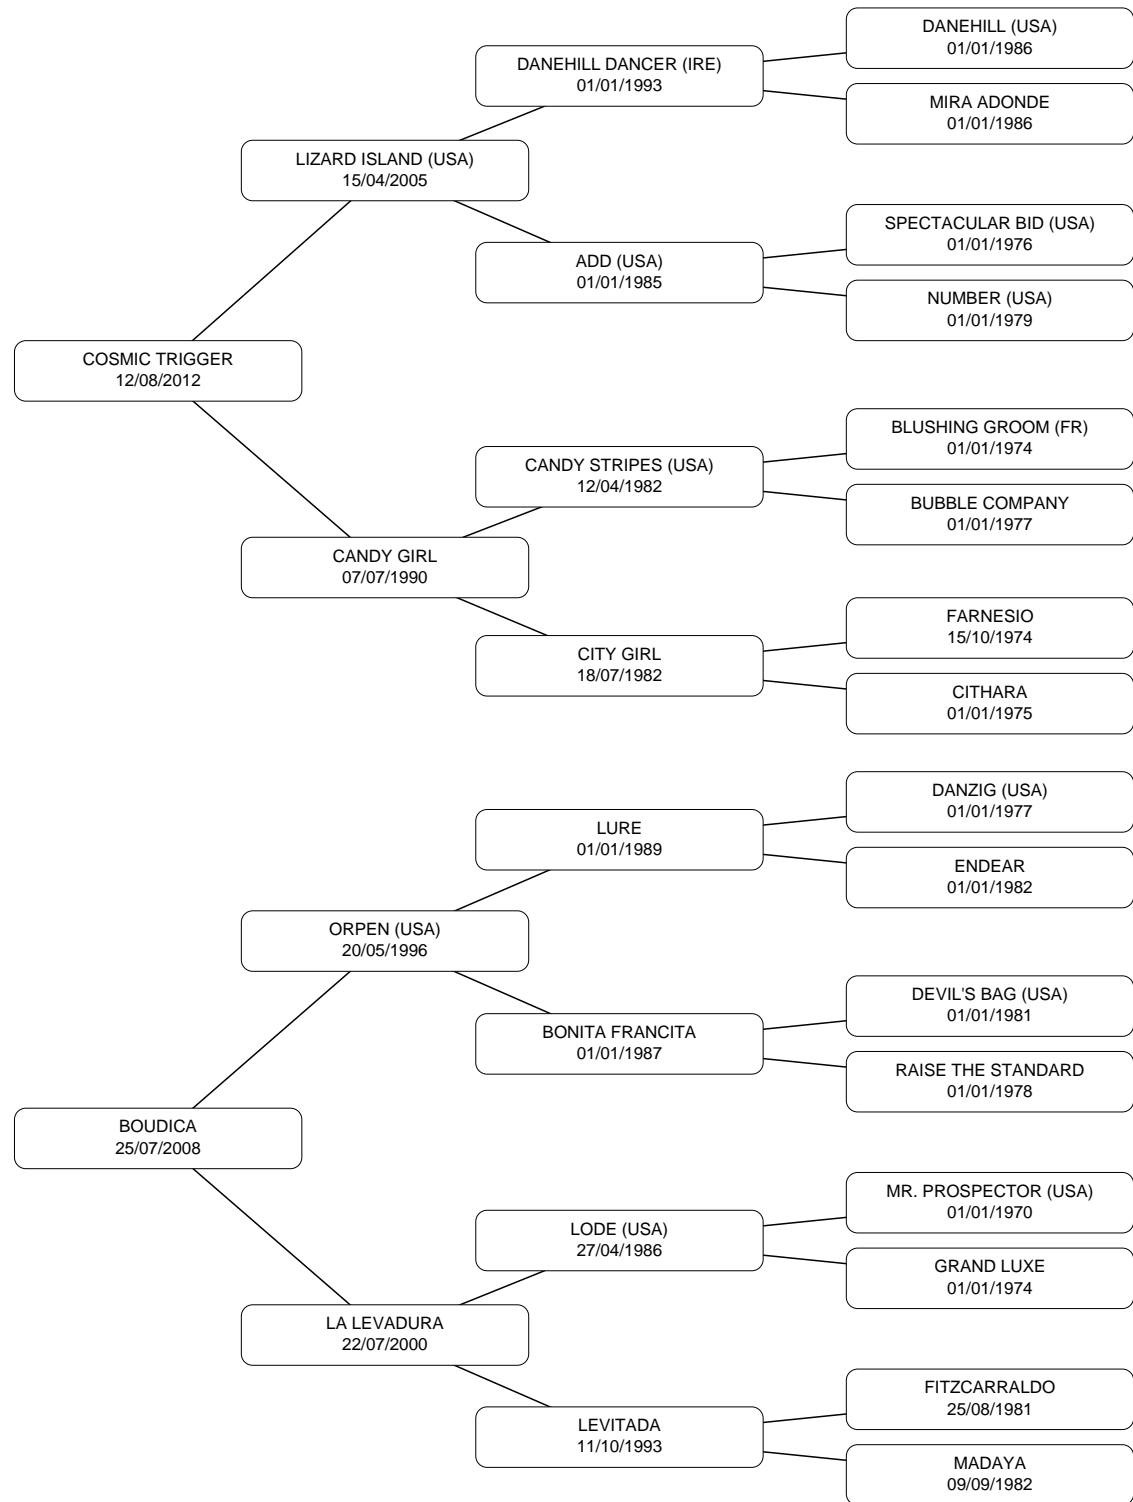 DANEHILL (USA)
01/01/1986
DANEHILL DANCER (IRE)
01/01/1993
MIRA ADONDE
01/01/1986
LIZARD ISLAND (USA)
15/04/2005
SPECTACULAR BID (USA)
01/01/1976
ADD (USA)
01/01/1985
NUMBER (USA)
01/01/1979
COSMIC TRIGGER
12/08/2012
BLUSHING GROOM (FR)
01/01/1974
CANDY STRIPES (USA)
12/04/1982
BUBBLE COMPANY
01/01/1977
CANDY GIRL
07/07/1990
FARNESIO
15/10/1974
CITY GIRL
18/07/1982
CITHARA
01/01/1975
DANZIG (USA)
01/01/1977
LURE
01/01/1989
ENDEAR
01/01/1982
ORPEN (USA)
20/05/1996
DEVIL'S BAG (USA)
01/01/1981
BONITA FRANCITA
01/01/1987
RAISE THE STANDARD
01/01/1978
BOUDICA
25/07/2008
MR. PROSPECTOR (USA)
01/01/1970
LODE (USA)
27/04/1986
GRAND LUXE
01/01/1974
LA LEVADURA
22/07/2000
FITZCARRALDO
25/08/1981
LEVITADA
11/10/1993
MADAYA
09/09/1982